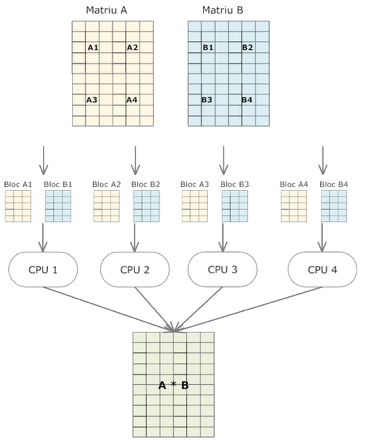 Matriu A
Matriu B
A1 A2
B1 B2
A3 A4
B3 B4
Bloc A1 Bloc B1 Bloc A2 Bloc B2 Bloc A3 Bloc B3 Bloc A4 Bloc B4
CPU 1 CPU 2 CPU 3 CPU 4
A * B